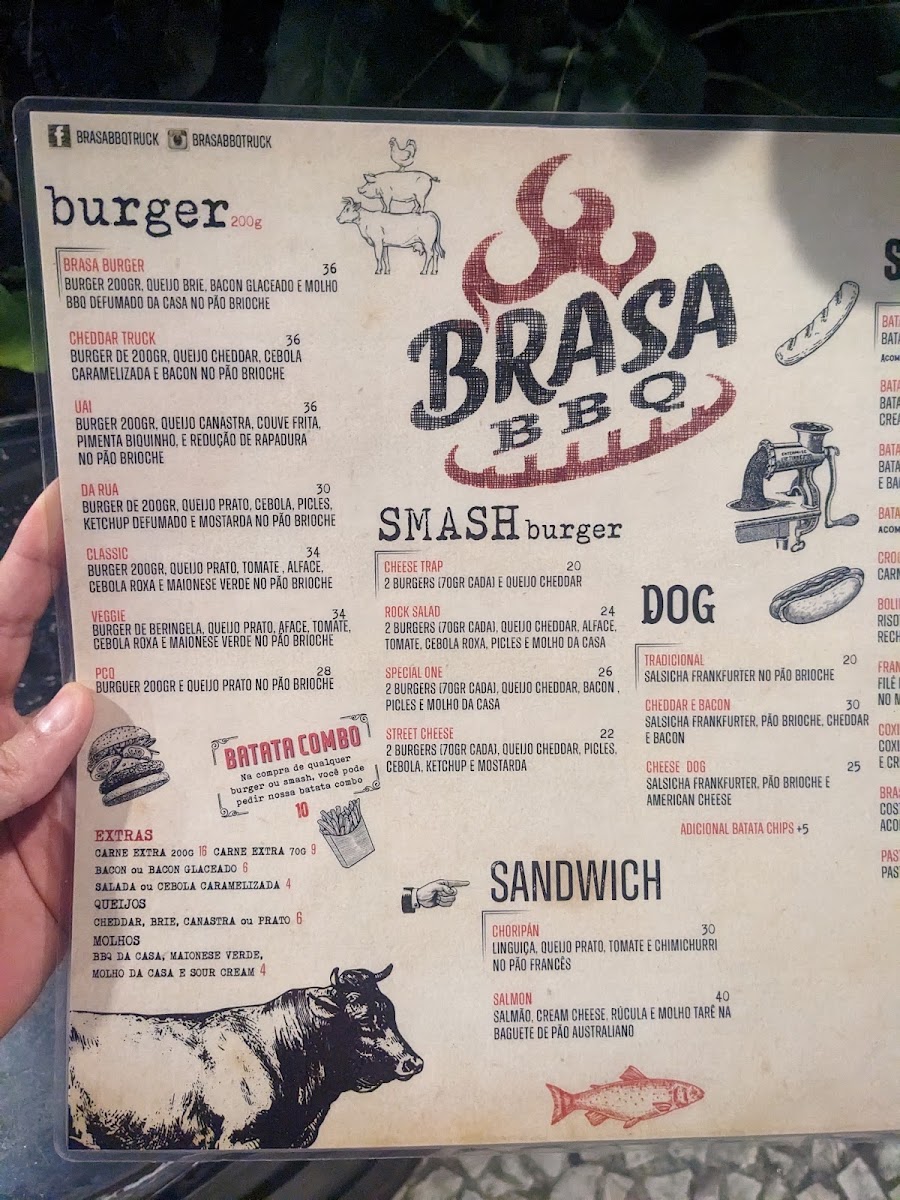 BRASABBQTRUCK BRASABBQTRUCK
burger 200g
BRASA BURGER 36
BURGER 200GR, QUEIJO BRIE, BACON GLACEADO E MOLHO
BBQ DEFUMADO DA CASA NO PÃO BRIOCHE
CHEDDAR TRUCK 36
BURGER DE 200GR, QUEIJO CHEDDAR, CEBOLA
CARAMELIZADA E BACON NO PÃO BRIOCHE
UAI 36
BURGER 200GR, QUEIJO CANASTRA, COUVE FRITA,
PIMENTA BIQUINHO, E REDUÇÃO DE RAPADURA
NO PÃO BRIOCHE
DA RUA 30
BURGER DE 200GR, QUEIJO PRATO, CEBOLA, PICLES,
KETCHUP DEFUMADO E MOSTARDA NO PÃO BRIOCHE
CLASSIC 34
BURGER 200GR, QUEIJO PRATO, TOMATE , ALFACE,
CEBOLA ROXA E MAIONESE VERDE NO PÃO BRIOCHE
VEGGIE 34
BURGER DE BERINGELA, QUEIJO PRATO, AFACE, TOMATE,
CEBOLA ROXA E MAIONESE VERDE NO PÃO BRIOCHE
PCQ 28
BURGUER 200GR E QUEIJO PRATO NO PÃO BRIOCHE
BATATA COMBO
Na compra de qualquer
burger ou smash, você pode
pedir nossa batata combo
10
EXTRAS
CARNE EXTRA 200G 16 CARNE EXTRA 70G 9
BACON OU BACON GLACEADO 6
SALADA OU CEBOLA CARAMELIZADA 4
QUEIJOS
CHEDDAR, BRIE, CANASTRA OU PRATO 6
MOLHOS
BBQ DA CASA, MAIONESE VERDE,
MOLHO DA CASA E SOUR CREAM 4
BRASA
BBQ
SMASH burger
CHEESE TRAP 20
2 BURGERS (70GR CADA) E QUEIJO CHEDDAR
ROCK SALAD 24
2 BURGERS (70GR CADA), QUEIJO CHEDDAR, ALFACE,
TOMATE, CEBOLA ROXA, PICLES E MOLHO DA CASA
SPECIAL ONE 26
2 BURGERS (70GR CADA), QUEIJO CHEDDAR, BACON ,
PICLES E MOLHO DA CASA
STREET CHEESE 22
2 BURGERS (70GR CADA), QUEIJO CHEDDAR, PICLES,
CEBOLA, KETCHUP E MOSTARDA
DOG
TRADICIONAL 20
SALSICHA FRANKFURTER NO PÃO BRIOCHE
CHEDDAR E BACON 30
SALSICHA FRANKFURTER, PÃO BRIOCHE, CHEDDAR
E BACON
CHEESE DOG 25
SALSICHA FRANKFURTER, PÃO BRIOCHE E
AMERICAN CHEESE
ADICIONAL BATATA CHIPS +5
SANDWICH
CHORIPÁN 30
LINGUIÇA, QUEIJO PRATO, TOMATE E CHIMICHURRI
NO PÃO FRANCÊS
SALMON 40
SALMÃO, CREAM CHEESE, RÚCULA E MOLHO TARÊ NA
BAGUETE DE PÃO AUSTRALIANO